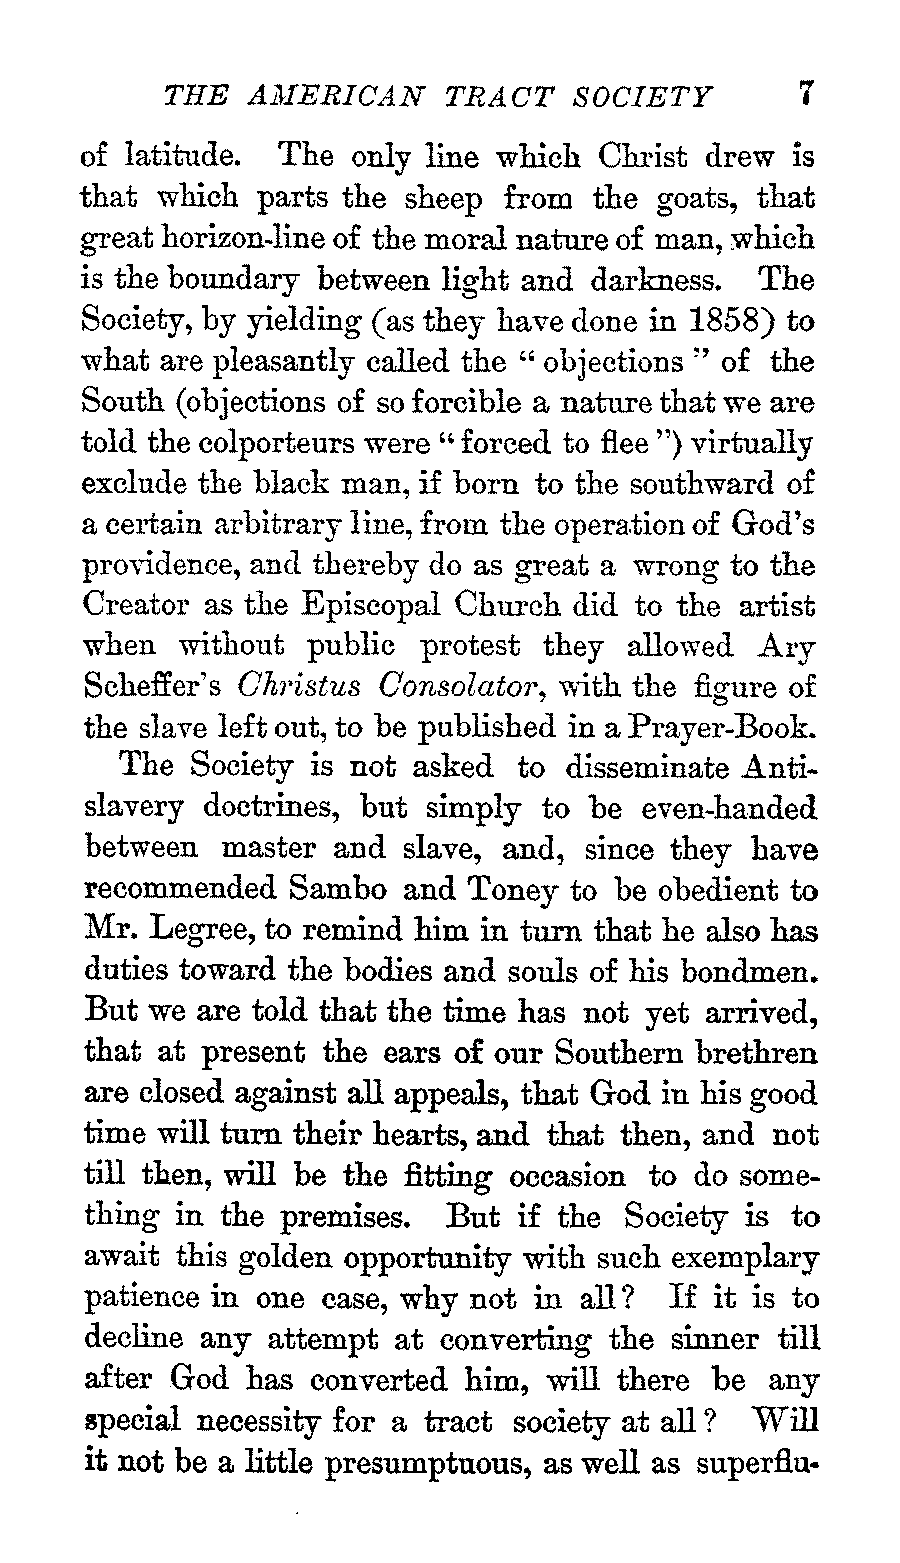 THE AMERICAN TRACT SOCIETY 7
of latitude. The only line which Christ drew is
that which parts the sheep from the goats, that
great horizon-line of the moral nature of man, which
is the boundary between light and darkness. The
Society, by yielding (as they have done in 1858) to
what are pleasantly called the “ objections ” of the
South (objections of so forcible a nature that we are
told the colporteurs were “ forced to flee ”) virtually
exclude the black man, if born to the southward of
a certain arbitrary line, from the operation of God’s
providence, and thereby do as great a wrong to the
Creator as the Episcopal Church did to the artist
when without public protest they allowed Ary
Scheffer’s Christus Consolator, with the figure of
the slave left out, to be published in a Prayer-Book.
The Society is not asked to disseminate Anti-
slavery doctrines, but simply to be even-handed
between master and slave, and, since they have
recommended Sambo and Toney to be obedient to
Mr. Legree, to remind him in turn that he also has
duties toward the bodies and souls of his bondmen.
But we are told that the time has not yet arrived,
that at present the ears of our Southern brethren
are closed against all appeals, that God in his good
time will turn their hearts, and that then, and not
till then, will be the fitting occasion to do some-
thing in the premises. But if the Society is to
await this golden opportunity with such exemplary
patience in one case, why not in all? If it is to
decline any attempt at converting the sinner till
after God has converted him, will there be any
special necessity for a tract society at all? Will
it not be a little presumptuous, as well as superflu-